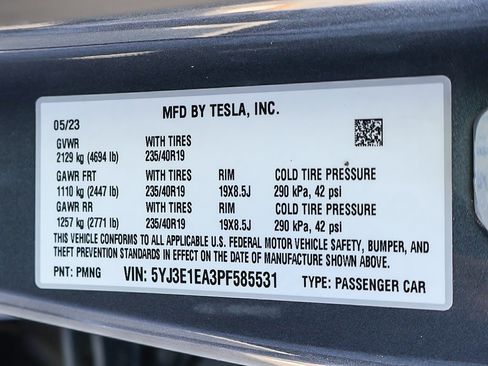 MFD BY TESLA, INC.
05/23
GVWR WITH TIRES
2129 kg (4694 lb) 235/40R19
GAWR FRT WITH TIRES RIM COLD TIRE PRESSURE
1110 kg (2447 lb) 235/40R19 19X8.5J 290 kPa, 42 psi
GAWR RR WITH TIRES RIM COLD TIRE PRESSURE
1257 kg (2771 lb) 235/40R19 19X8.5J 290 kPa, 42 psi
THIS VEHICLE CONFORMS TO ALL APPLICABLE U.S. FEDERAL MOTOR VEHICLE SAFETY, BUMPER, AND
THEFT PREVENTION STANDARDS IN EFFECT ON THE DATE OF MANUFACTURE SHOWN ABOVE.
PNT: PMNG VIN: 5YJ3E1EA3PF585531 TYPE: PASSENGER CAR